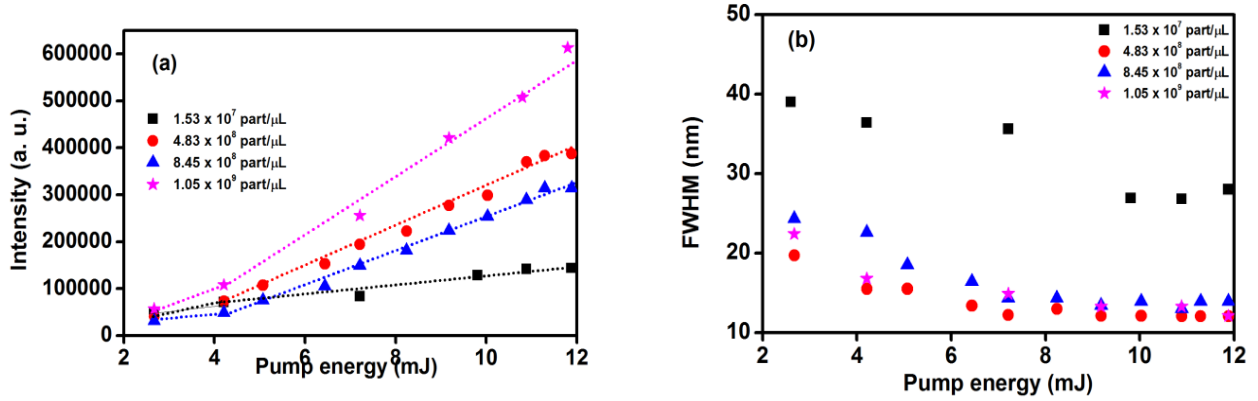 (a)
Intensity (a. u.)
600000
500000
400000
300000
200000
100000
0
1.53 x 10⁷ part/μL
4.83 x 10⁸ part/μL
8.45 x 10⁸ part/μL
1.05 x 10⁹ part/μL
2 4 6 8 10 12
Pump energy (mJ)
(b)
FWHM (nm)
50
40
30
20
10
1.53 x 10⁷ part/μL
4.83 x 10⁸ part/μL
8.45 x 10⁸ part/μL
1.05 x 10⁹ part/μL
2 4 6 8 10 12
Pump energy (mJ)